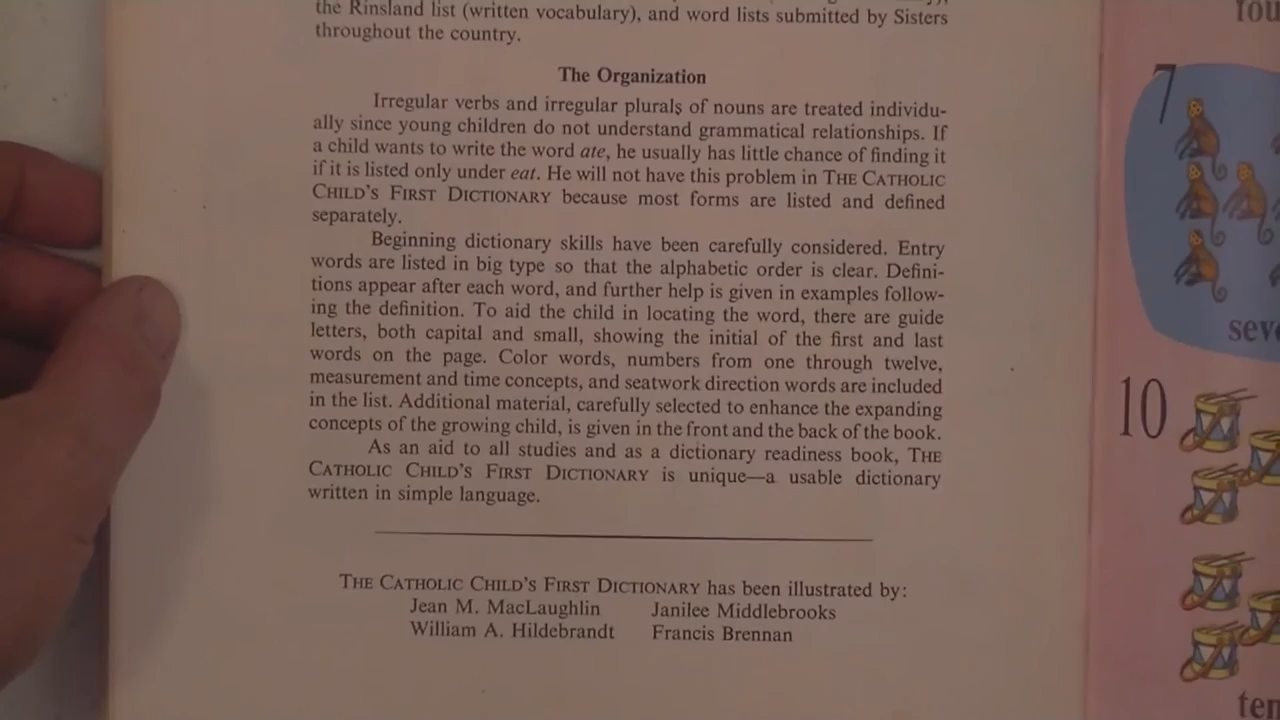 the Rinsland list (written vocabulary), and word lists submitted by Sisters
throughout the country.
The Organization
Irregular verbs and irregular plurals of nouns are treated individu-
ally since young children do not understand grammatical relationships. If
a child wants to write the word ate, he usually has little chance of finding it
if it is listed only under eat. He will not have this problem in THE CATHOLIC
CHILD'S FIRST DICTIONARY because most forms are listed and defined
separately.
Beginning dictionary skills have been carefully considered. Entry
words are listed in big type so that the alphabetic order is clear. Defini-
tions appear after each word, and further help is given in examples follow-
ing the definition. To aid the child in locating the word, there are guide
letters, both capital and small, showing the initial of the first and last
words on the page. Color words, numbers from one through twelve,
measurement and time concepts, and seatwork direction words are included
in the list. Additional material, carefully selected to enhance the expanding
concepts of the growing child, is given in the front and the back of the book.
As an aid to all studies and as a dictionary readiness book, THE
CATHOLIC CHILD'S FIRST DICTIONARY is unique—a usable dictionary
written in simple language.
THE CATHOLIC CHILD'S FIRST DICTIONARY has been illustrated by:
Jean M. MacLaughlin Janilee Middlebrooks
William A. Hildebrandt Francis Brennan
7
10